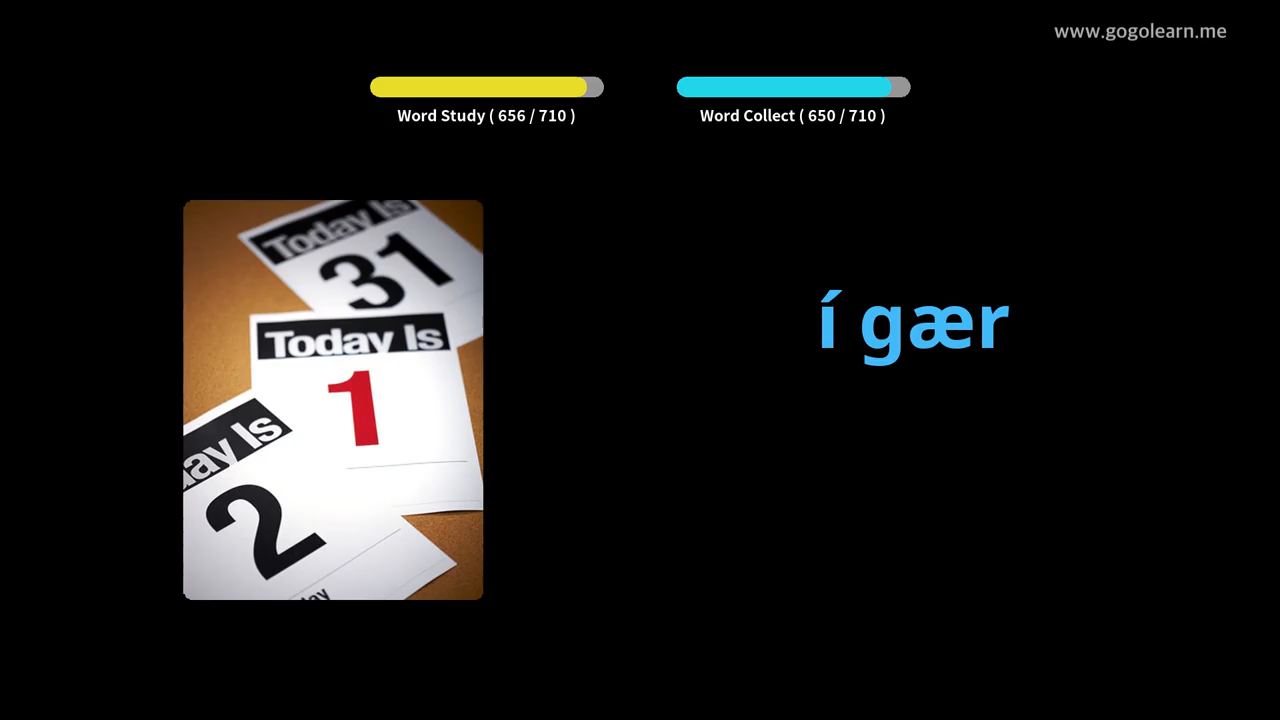 www.gogolearn.me
Word Study ( 656 / 710 )
Word Collect ( 650 / 710 )
Today Is
31
Today Is
1
ay Is
2
ay
í gær